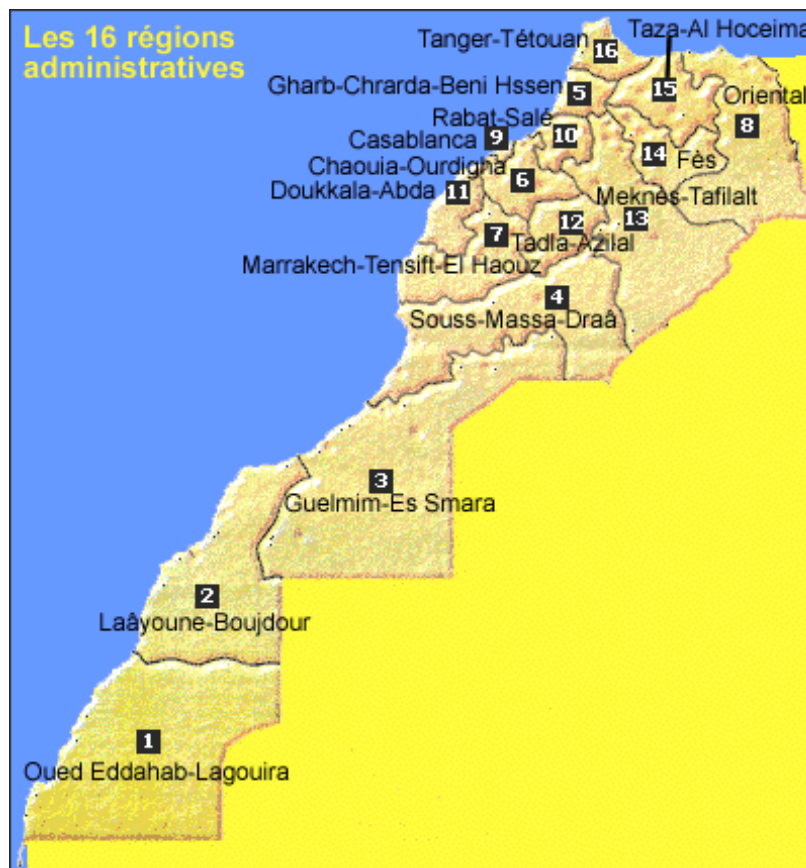 Les 16 régions
administratives
Taza-Al Hoceima
Tanger-Tétouan
16
Gharb-Chrarda-Beni Hssen
5
15
Oriental
8
Rabat-Salé
10
Casablanca
9
14
Fès
Chaouia-Ourdigha
6
Doukkala-Abda
11
Meknès-Tafilalt
13
12
7
Tadla-Azilal
Marrakech-Tensift-El Haouz
4
Souss-Massa-Draâ
3
Guelmim-Es Smara
2
Laâyoune-Boujdour
1
Oued Eddahab-Lagouira